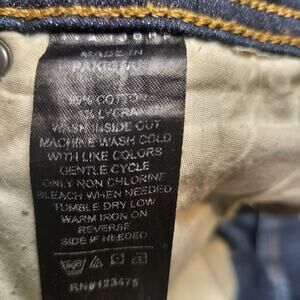 MADE IN
PAKISTAN
99% COTTON
1% LYCRA
WASH INSIDE OUT
MACHINE WASH COLD
WITH LIKE COLORS
GENTLE CYCLE
ONLY NON CHLORINE
BLEACH WHEN NEEDED
TUMBLE DRY LOW
WARM IRON ON
REVERSE
SIDE IF NEEDED
RN#123475